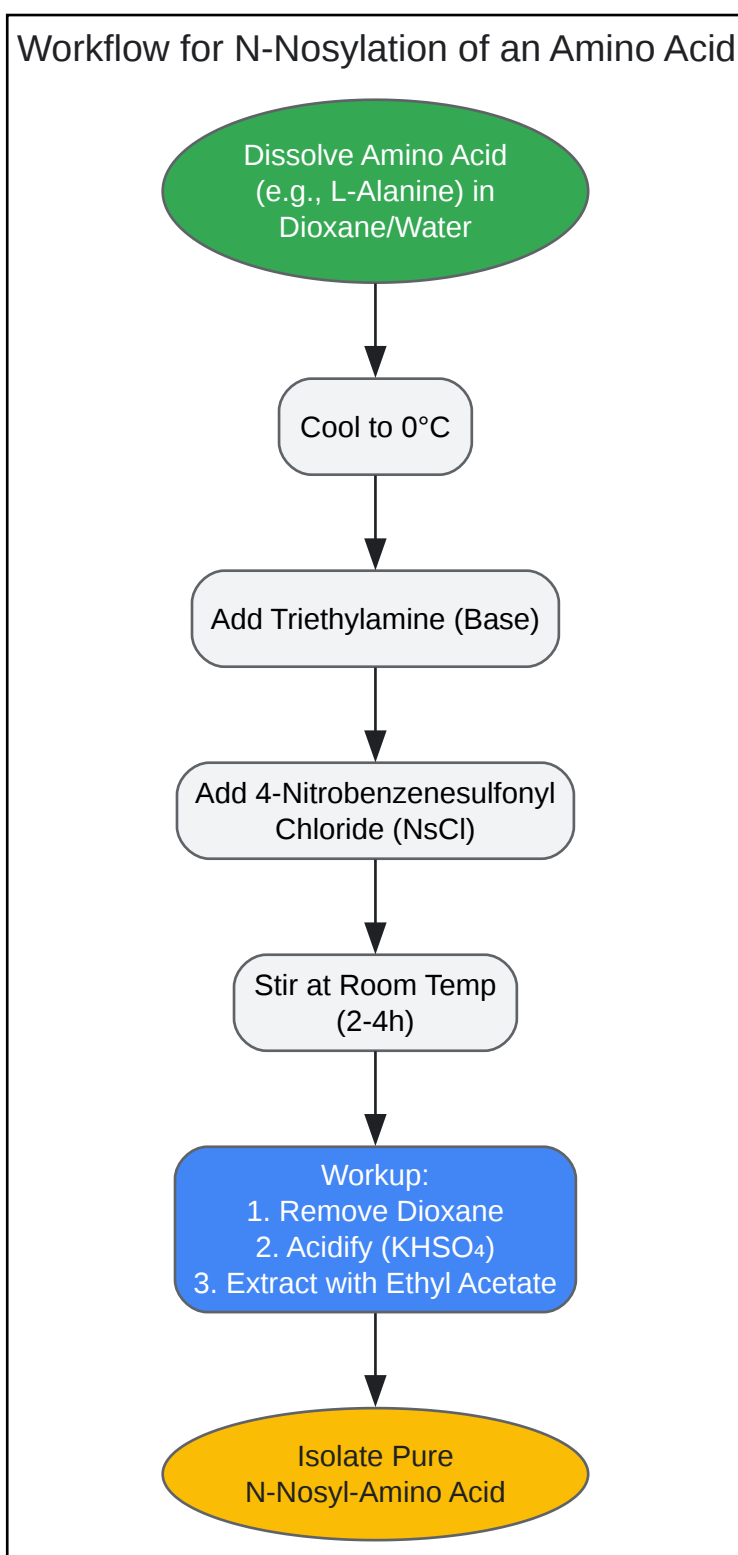 Workflow for N-Nosylation of an Amino Acid
Dissolve Amino Acid
(e.g., L-Alanine) in
Dioxane/Water
Cool to 0°C
Add Triethylamine (Base)
Add 4-Nitrobenzenesulfonyl
Chloride (NsCl)
Stir at Room Temp
(2-4h)
Workup:
1. Remove Dioxane
2. Acidify (KHSO₄)
3. Extract with Ethyl Acetate
Isolate Pure
N-Nosyl-Amino Acid